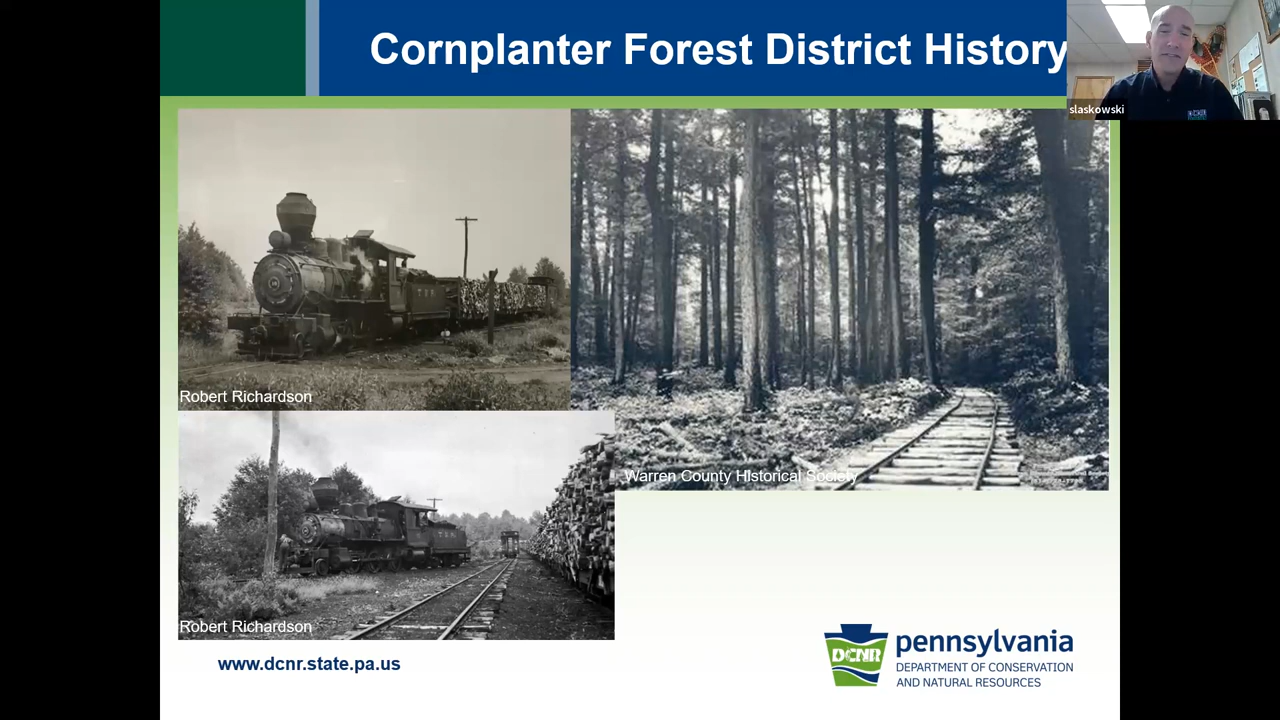 Cornplanter Forest District History
slaskowski
Robert Richardson
Warren County Historical Society
Robert Richardson
www.dcnr.state.pa.us
DCNR
pennsylvania
DEPARTMENT OF CONSERVATION
AND NATURAL RESOURCES